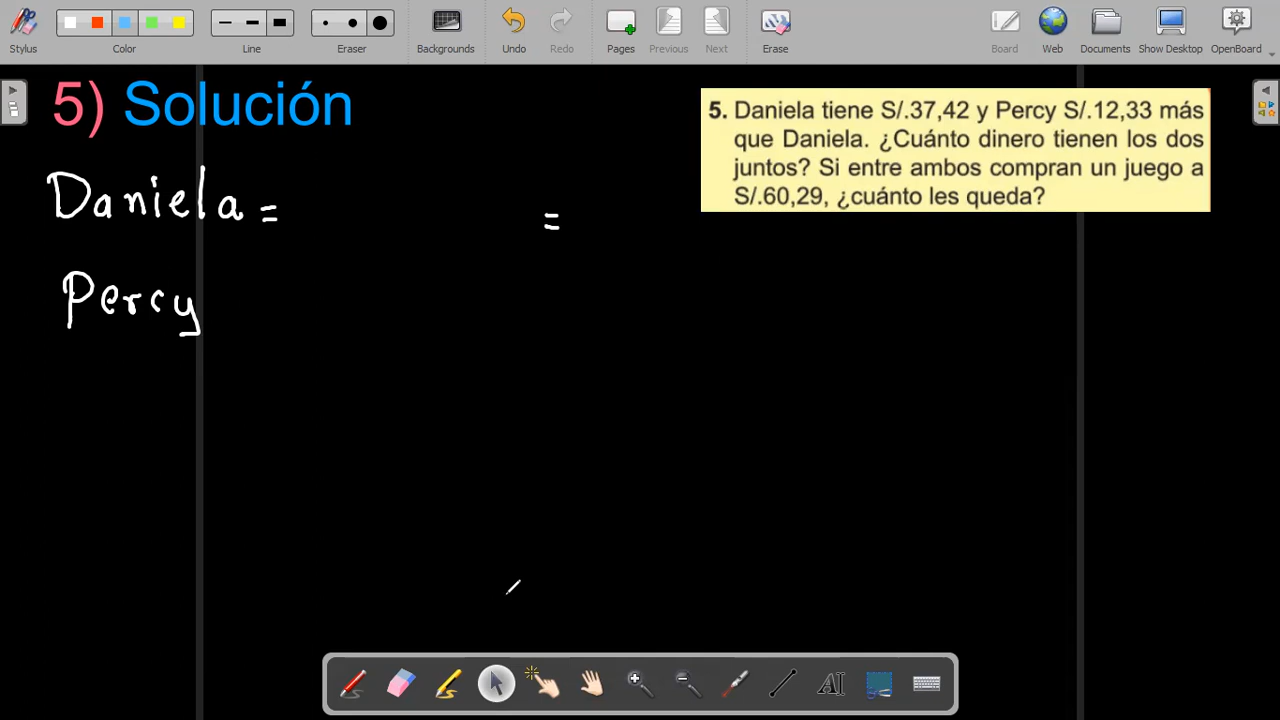 Stylus
Color
Line
Eraser
Backgrounds
Undo
Redo
Pages
Previous
Next
Erase
Board
Web
Documents
Show Desktop
OpenBoard
5) Solución
Daniela = =
Percy
5. Daniela tiene S/.37,42 y Percy S/.12,33 más
que Daniela. ¿Cuánto dinero tienen los dos
juntos? Si entre ambos compran un juego a
S/.60,29, ¿cuánto les queda?